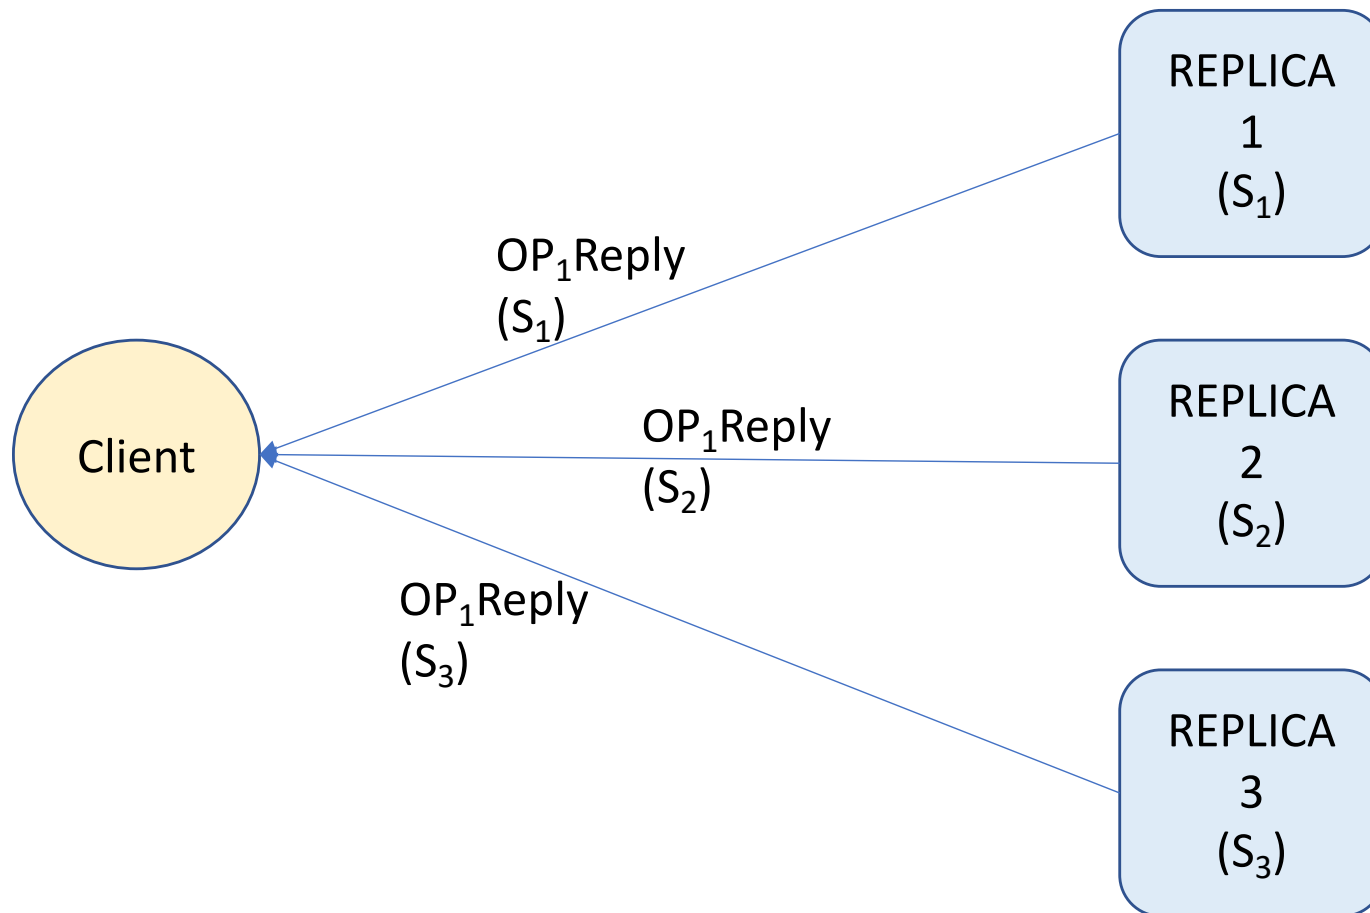 REPLICA
1
(S₁)
OP₁Reply
(S₁)
Client
OP₁Reply
(S₂)
REPLICA
2
(S₂)
OP₁Reply
(S₃)
REPLICA
3
(S₃)